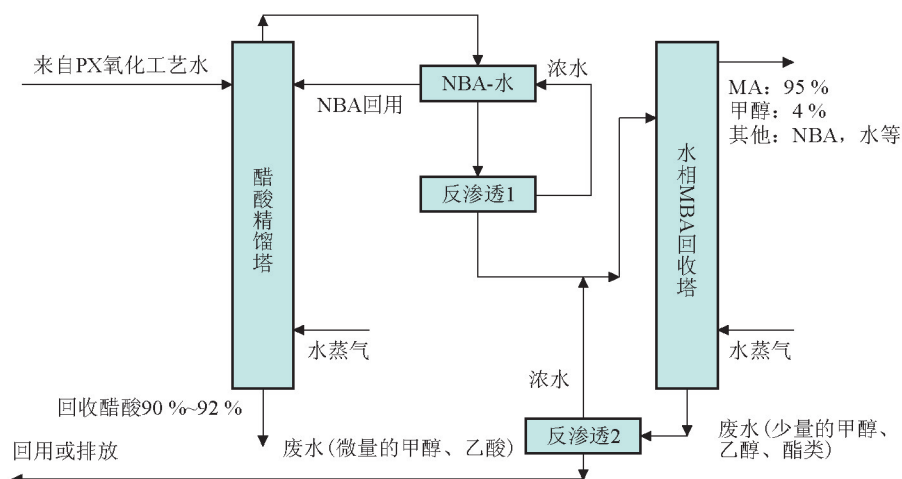 来自PX氧化工艺水
NBA-水
浓水
NBA回用
MA：95 %
甲醇：4 %
其他：NBA，水等
醋酸精馏塔
反渗透1
水相MBA回收塔
水蒸气
水蒸气
浓水
回收醋酸90 %~92 %
反渗透2
废水(少量的甲醇、
乙醇、酯类)
回用或排放
废水(微量的甲醇、乙酸)